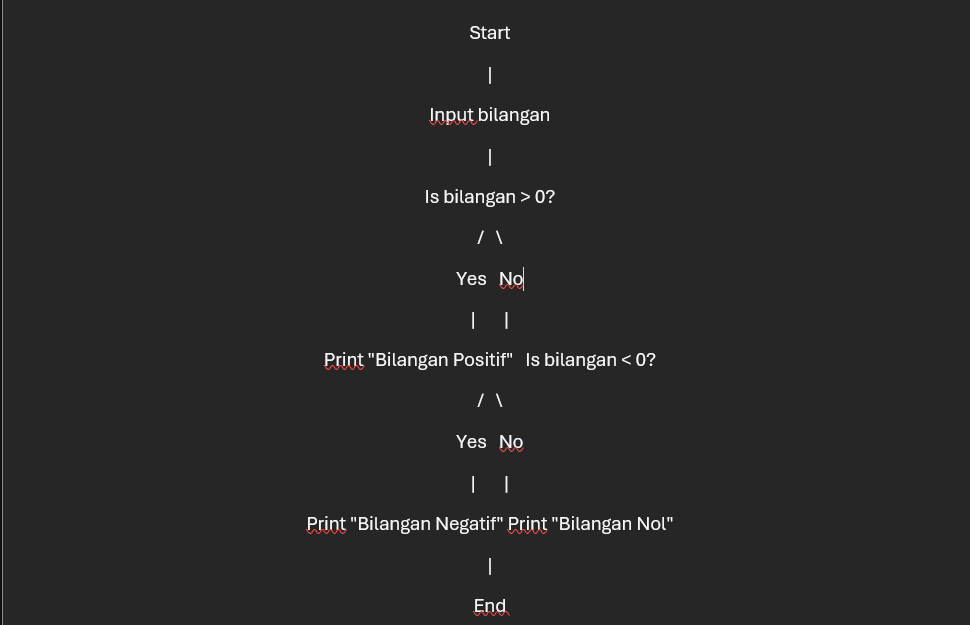 Start
|
Input bilangan
|
Is bilangan > 0?
/ \
Yes No
| |
Print "Bilangan Positif" Is bilangan < 0?
/ \
Yes No
| |
Print "Bilangan Negatif" Print "Bilangan Nol"
|
End